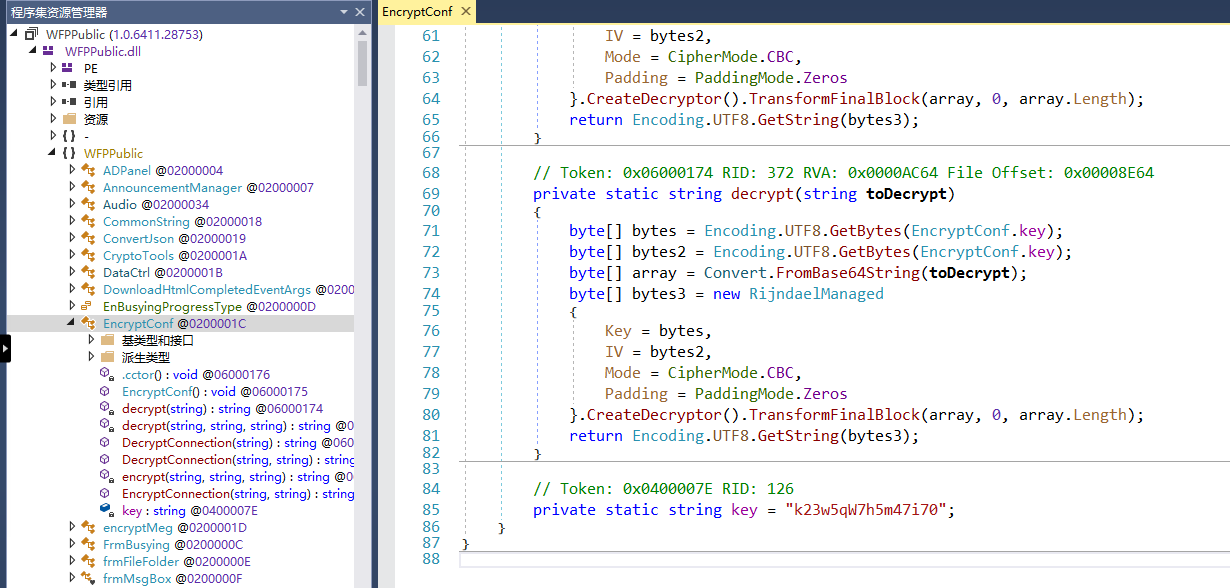 程序集资源管理器
WFPPublic (1.0.6411.28753)
WFPPublic.dll
PE
类型引用
引用
资源
{ } -
{ } WFPPublic
ADPanel @02000004
AnnouncementManager @02000007
Audio @02000034
CommonString @02000018
ConvertJson @02000019
CryptoTools @0200001A
DataCtrl @0200001B
DownloadHtmlCompletedEventArgs @0200
EnBusyingProgressType @0200000D
EncryptConf @0200001C
基类型和接口
派生类型
.cctor() : void @06000176
EncryptConf() : void @06000175
decrypt(string) : string @06000174
decrypt(string, string, string) : string @0
DecryptConnection(string) : string @060
DecryptConnection(string, string) : string
encrypt(string, string, string) : string @0
EncryptConnection(string, string) : string
key : string @0400007E
encryptMeg @0200001D
FrmBusying @0200000C
frmFileFolder @0200000E
frmMsgBox @0200000F
EncryptConf
61 IV = bytes2,
62 Mode = CipherMode.CBC,
63 Padding = PaddingMode.Zeros
64 }.CreateDecryptor().TransformFinalBlock(array, 0, array.Length);
65 return Encoding.UTF8.GetString(bytes3);
66 }
67
68 // Token: 0x06000174 RID: 372 RVA: 0x0000AC64 File Offset: 0x00008E64
69 private static string decrypt(string toDecrypt)
70 {
71 byte[] bytes = Encoding.UTF8.GetBytes(EncryptConf.key);
72 byte[] bytes2 = Encoding.UTF8.GetBytes(EncryptConf.key);
73 byte[] array = Convert.FromBase64String(toDecrypt);
74 byte[] bytes3 = new RijndaelManaged
75 {
76 Key = bytes,
77 IV = bytes2,
78 Mode = CipherMode.CBC,
79 Padding = PaddingMode.Zeros
80 }.CreateDecryptor().TransformFinalBlock(array, 0, array.Length);
81 return Encoding.UTF8.GetString(bytes3);
82 }
83
84 // Token: 0x0400007E RID: 126
85 private static string key = "k23w5qW7h5m47i70";
86 }
87 }
88